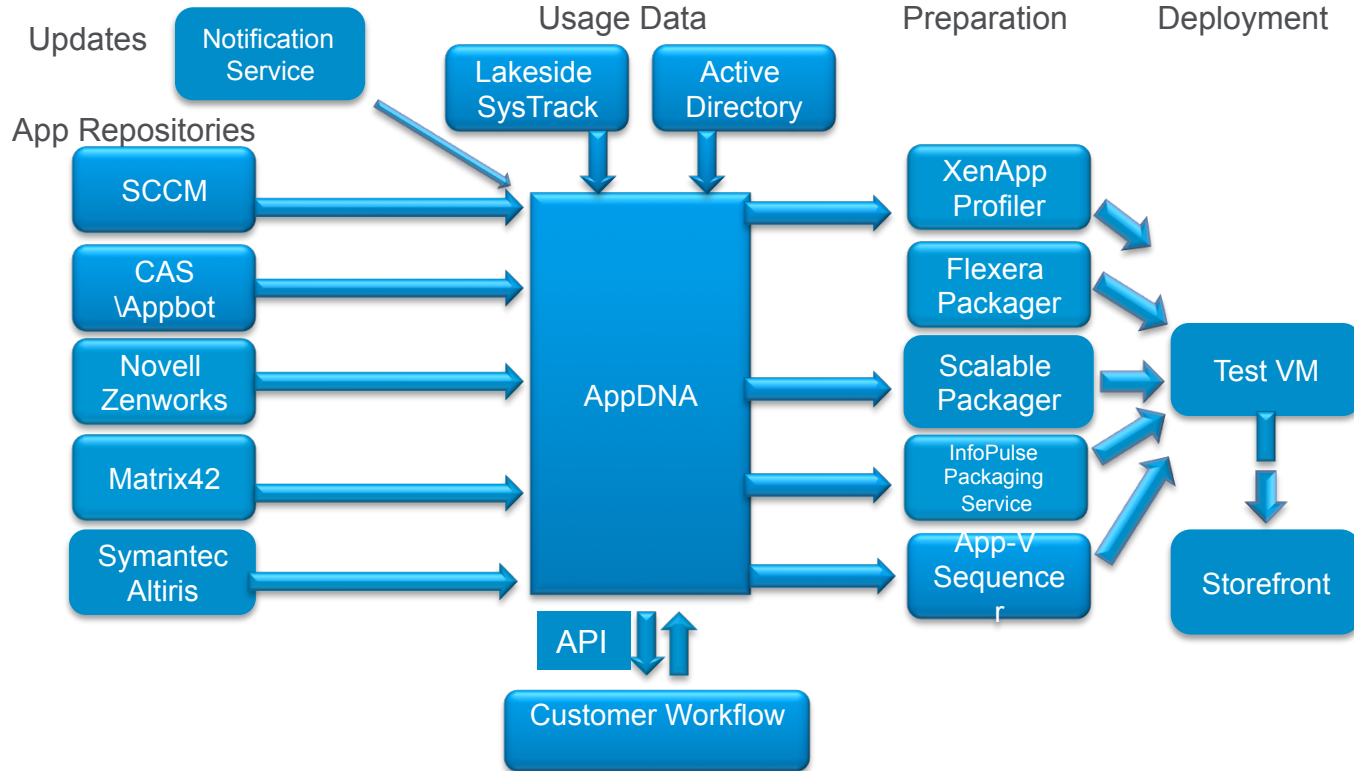 Updates
Notification
Service
Usage Data
Preparation
Deployment
Lakeside
SysTrack
Active
Directory
App Repositories
SCCM
CAS
\Appbot
Novell
Zenworks
Matrix42
Symantec
Altiris
AppDNA
API
Customer Workflow
XenApp
Profiler
Flexera
Packager
Scalable
Packager
InfoPulse
Packaging
Service
App-V
Sequence
r
Test VM
Storefront